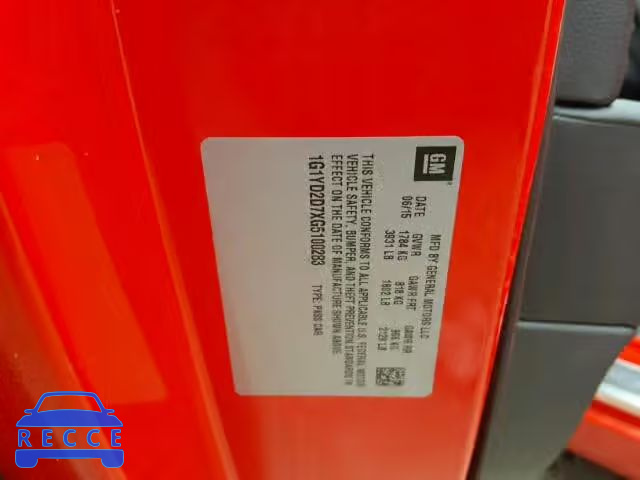 GM
MFD BY GENERAL MOTORS LLC
DATE GVWR GAWR FRT GAWR RR
06/15 1784 KG 818 KG 966 KG
3931 LB 1802 LB 2129 LB
THIS VEHICLE CONFORMS TO ALL APPLICABLE U.S. FEDERAL MOTOR
VEHICLE SAFETY, BUMPER, AND THEFT PREVENTION STANDARDS IN
EFFECT ON THE DATE OF MANUFACTURE SHOWN ABOVE.
1G1YD2D7XG5100283 TYPE: PASS CAR
RECCE